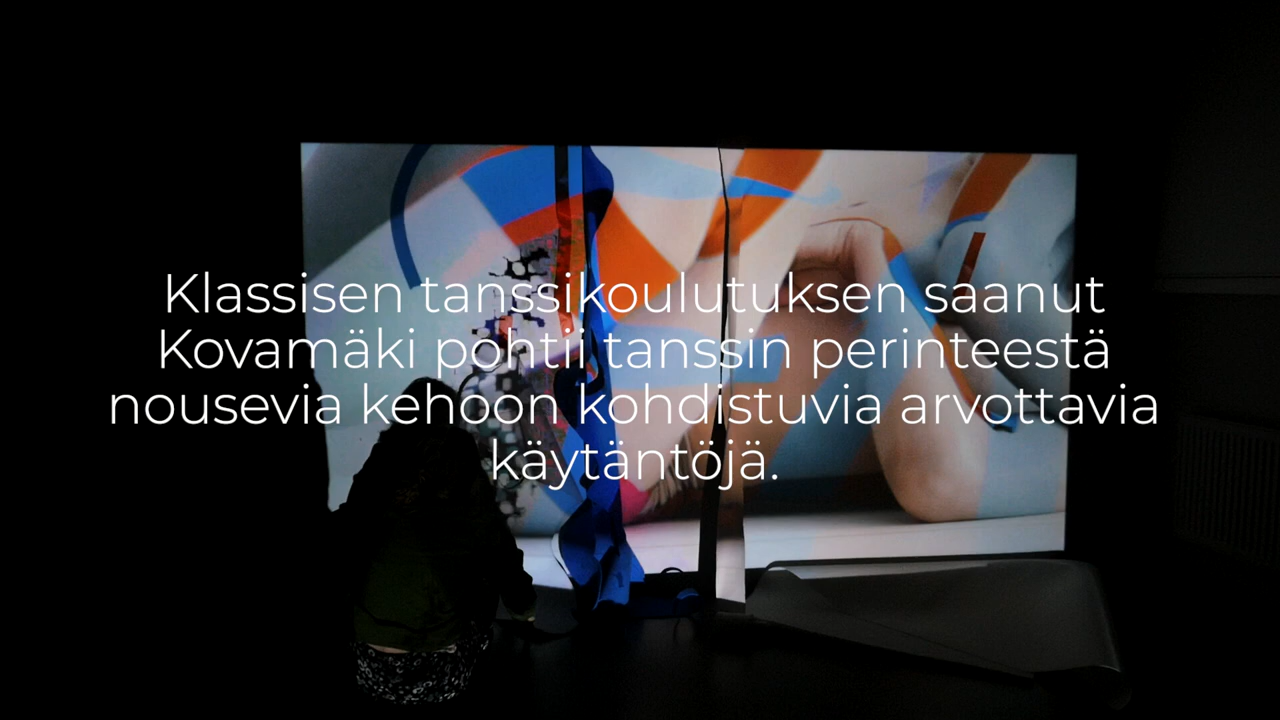 Klassisen tanssikoulutuksen saanut
Kovamäki pohtii tanssin perinteestä
nousevia kehoon kohdistuvia arvottavia
käytäntöjä.